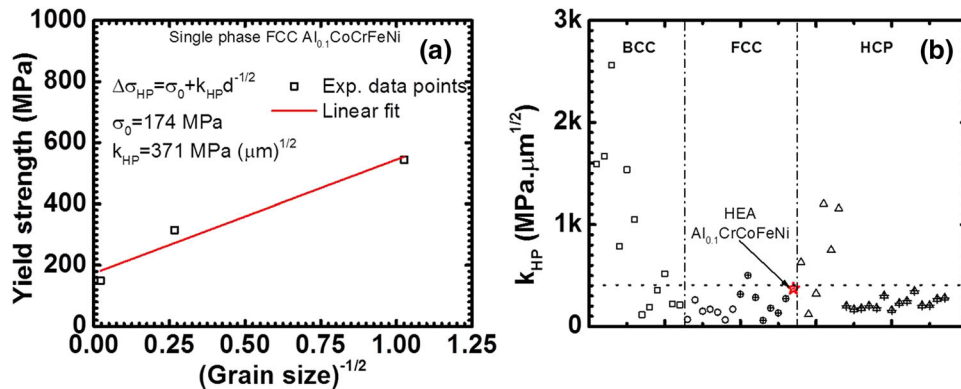 Single phase FCC Al0.1CoCrFeNi
(a)
ΔσHP=σ0+kHPd-1/2
σ0=174 MPa
kHP=371 MPa (μm)1/2
Exp. data points
Linear fit
Yield strength (MPa)
1000
800
600
400
200
0
0.00 0.25 0.50 0.75 1.00 1.25
(Grain size)-1/2
BCC FCC HCP
(b)
HEA
Al0.1CrCoFeNi
kHP (MPa.μm1/2)
3k
2k
1k
0